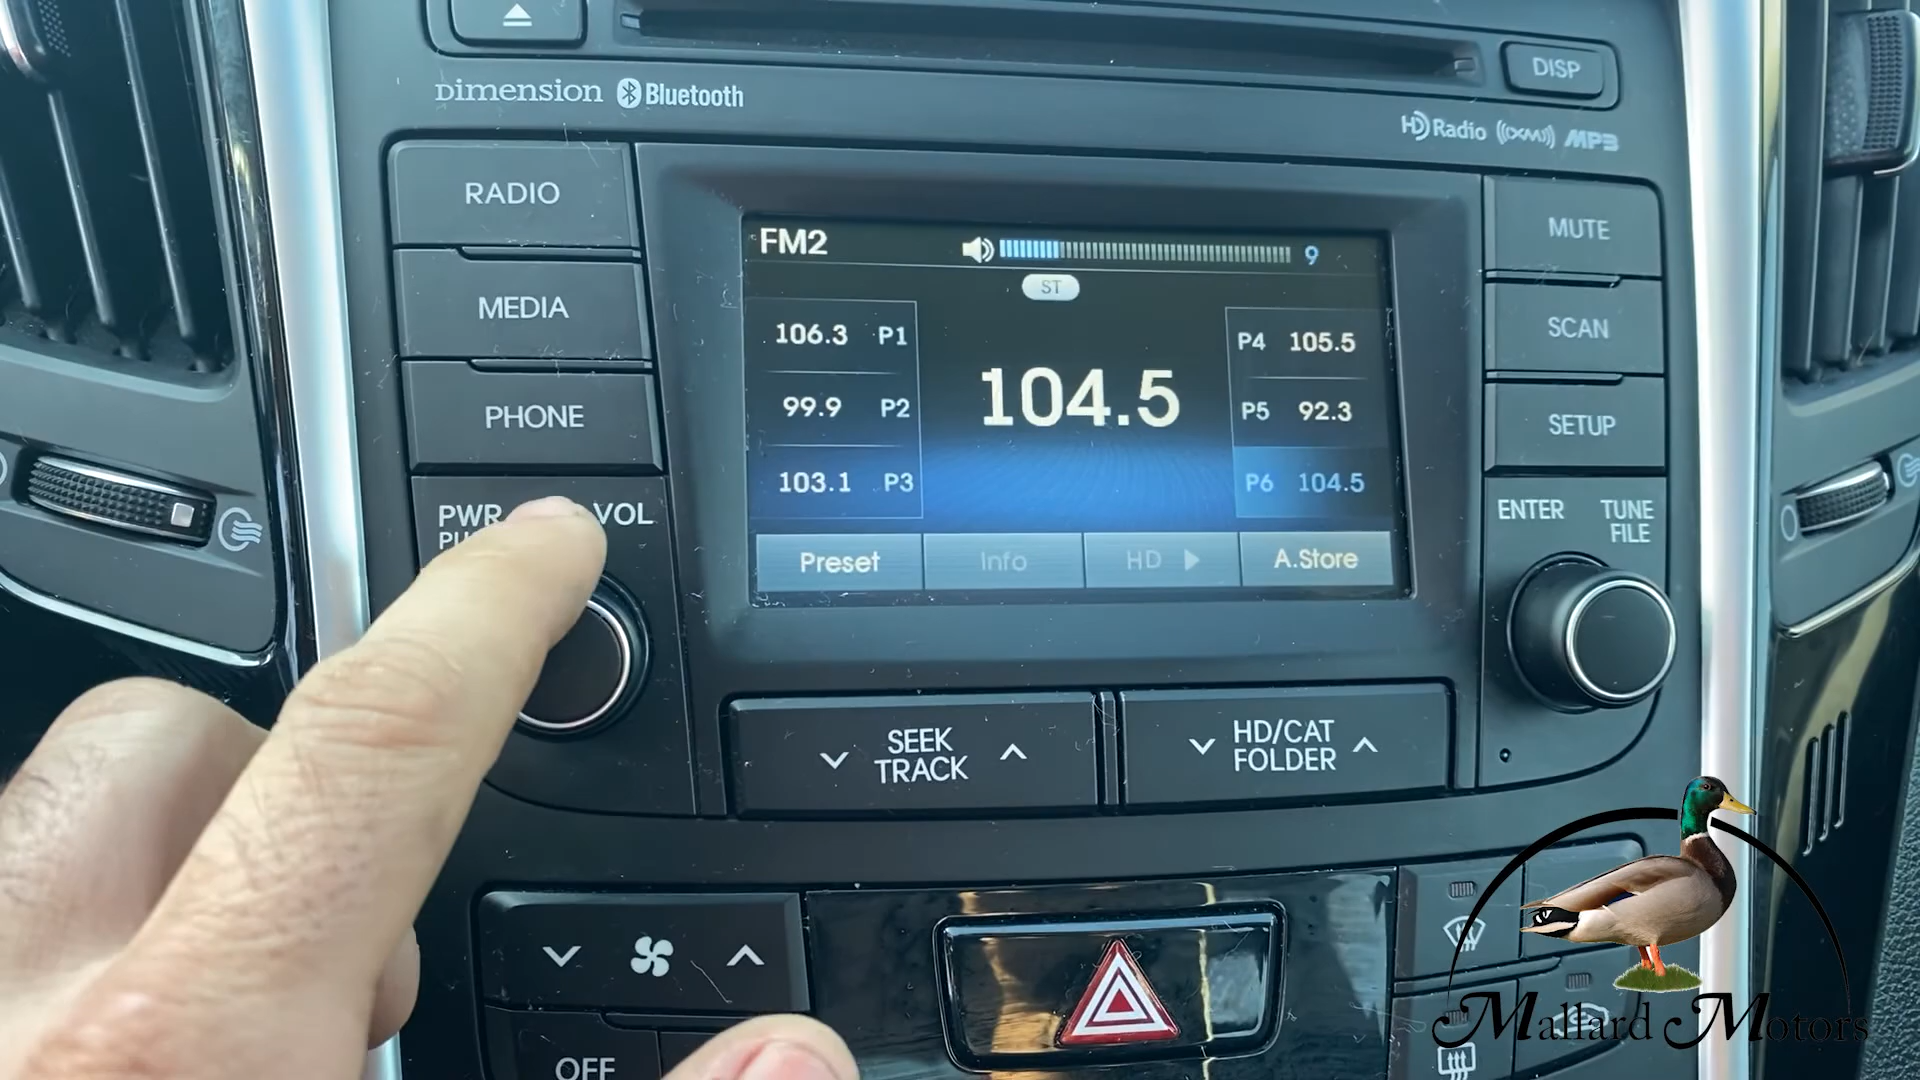 Dimension Bluetooth
DISP
HD Radio ((XM)) MP3
RADIO
MEDIA
PHONE
PWR VOL
PU
FM2
9
ST
106.3 P1
99.9 P2
103.1 P3
104.5
P4 105.5
P5 92.3
P6 104.5
Preset Info HD A.Store
MUTE
SCAN
SETUP
ENTER TUNE
FILE
SEEK
TRACK
HD/CAT
FOLDER
OFF
Mallard Motors